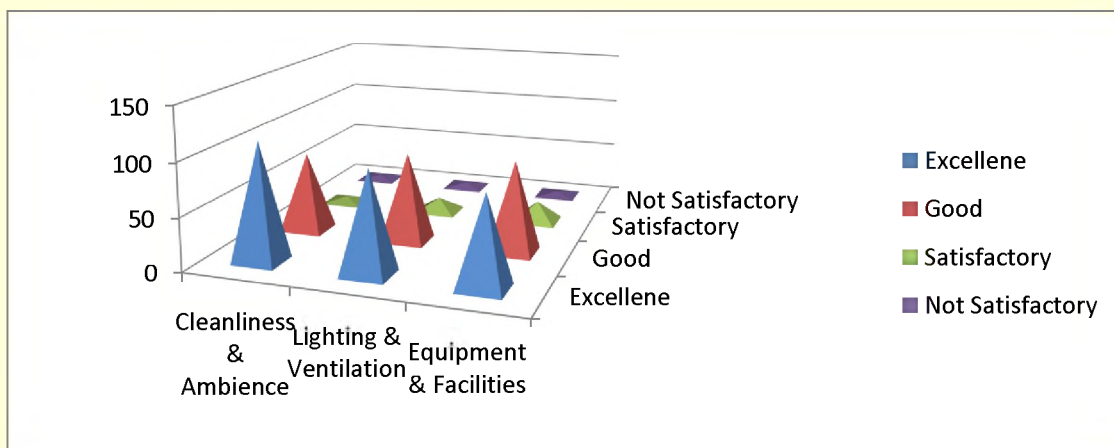 150
100
50
0
Not Satisfactory
Satisfactory
Good
Excellene
Cleanliness
&
Ambience
Lighting &
Ventilation
Equipment
& Facilities
Excellene
Good
Satisfactory
Not Satisfactory